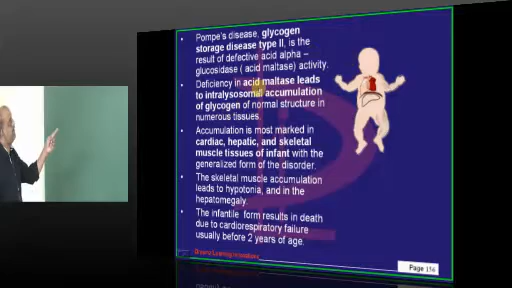 Pompe's disease, glycogen
storage disease type II, is the
result of defective acid alpha –
glucosidase ( acid maltase) activity.
Deficiency in acid maltase leads
to intralysosomal accumulation
of glycogen of normal structure in
numerous tissues.
Accumulation is most marked in
cardiac, hepatic, and skeletal
muscle tissues of infant with the
generalized form of the disorder.
The skeletal muscle accumulation
leads to hypotonia, and in the
hepatomegaly.
The infantile form results in death
due to cardiorespiratory failure
usually before 2 years of age.
Page 156